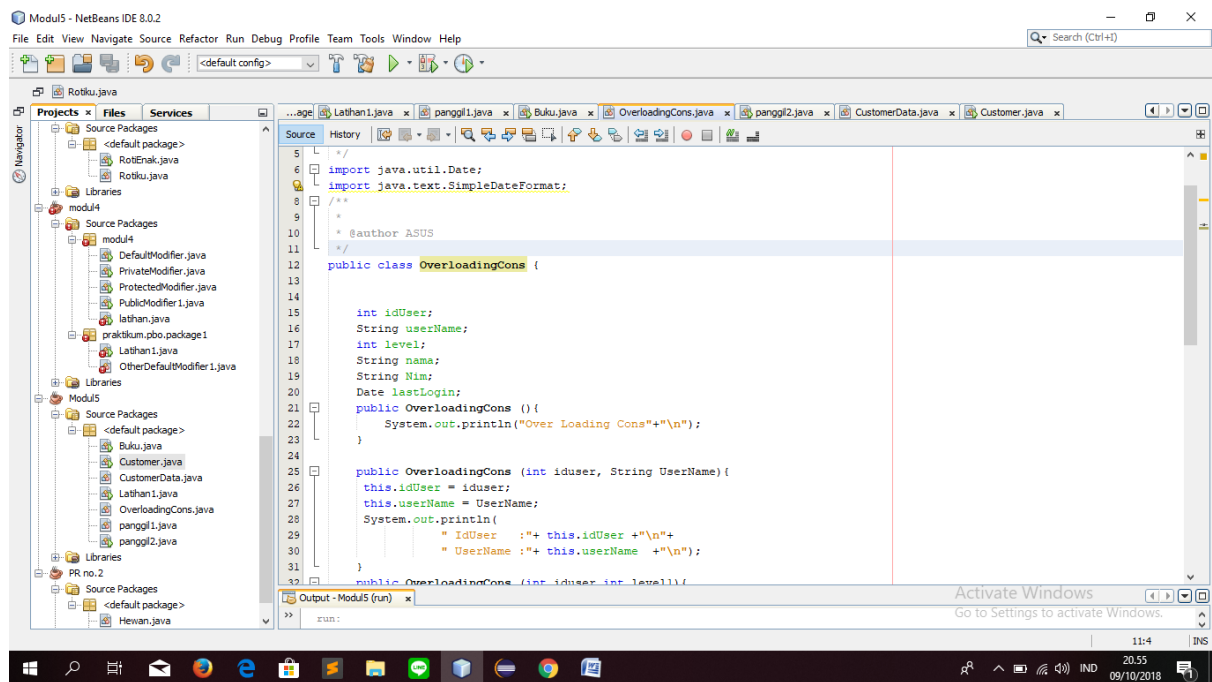 Modul5 - NetBeans IDE 8.0.2
File Edit View Navigate Source Refactor Run Debug Profile Team Tools Window Help
Search (Ctrl+I)
<default config>
Rotiku.java
Projects Files Services
Navigator
Source Packages
<default package>
RotiEnak.java
Rotiku.java
Libraries
modul4
Source Packages
modul4
DefaultModifier.java
PrivateModifier.java
ProtectedModifier.java
PublicModifier1.java
latihan.java
praktikum.pbo.package1
Latihan1.java
OtherDefaultModifier1.java
Libraries
Modul5
Source Packages
<default package>
Buku.java
Customer.java
CustomerData.java
Latihan1.java
OverloadingCons.java
panggil1.java
panggil2.java
Libraries
PR no.2
Source Packages
<default package>
Hewan.java
...age Latihan1.java panggil1.java Buku.java OverloadingCons.java panggil2.java CustomerData.java Customer.java
Source History
5 */
6 import java.util.Date;
import java.text.SimpleDateFormat;
8 /**
9 *
10 * @author ASUS
11 */
12 public class OverloadingCons {
13
14
15 int idUser;
16 String userName;
17 int level;
18 String nama;
19 String Nim;
20 Date lastLogin;
21 public OverloadingCons (){
22 System.out.println("Over Loading Cons"+"\n");
23 }
24
25 public OverloadingCons (int iduser, String UserName){
26 this.idUser = iduser;
27 this.userName = UserName;
28 System.out.println(
29 " IdUser   :"+ this.idUser +"\n"+
30 " UserName :"+ this.userName  +"\n");
31 }
32 public OverloadingCons (int iduser,int level1){
Output - Modul5 (run)
run:
Activate Windows
Go to Settings to activate Windows.
11:4 INS
IND
20.55
09/10/2018